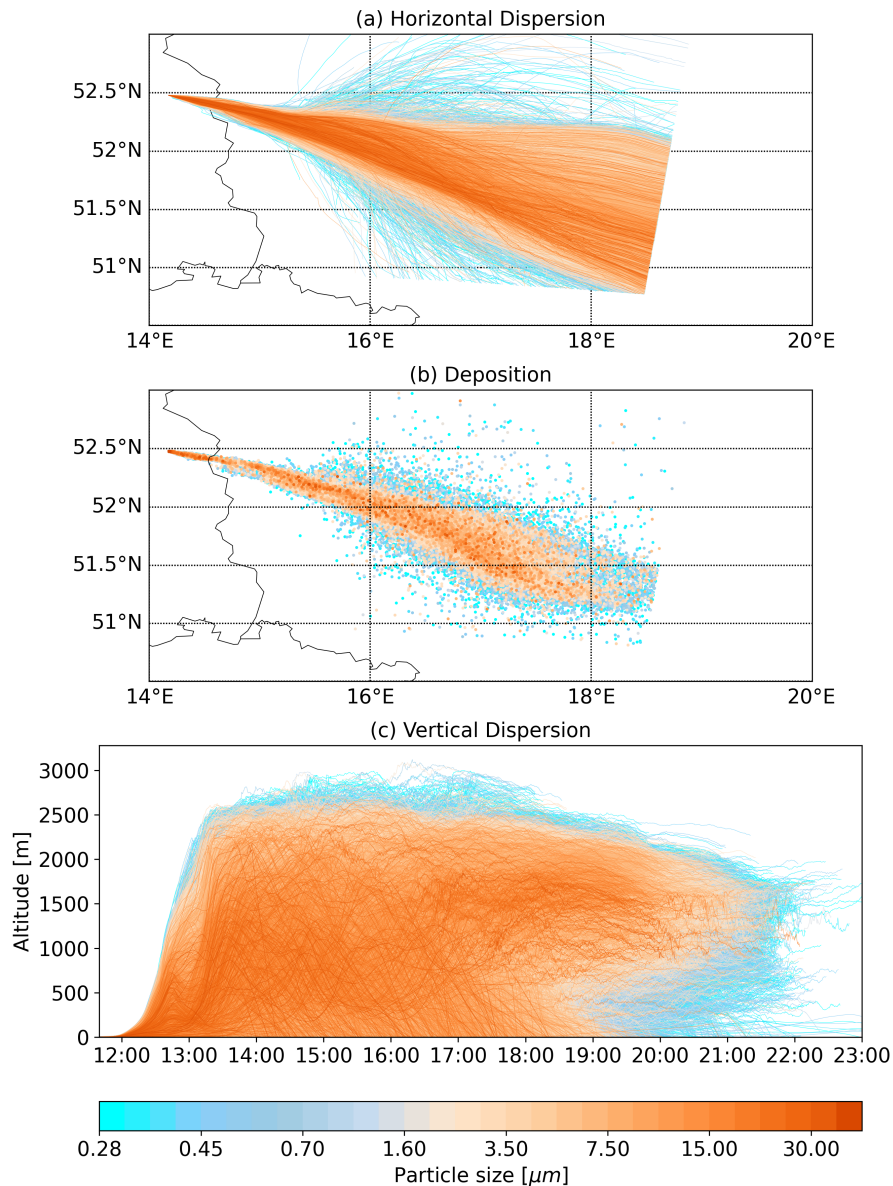 (a) Horizontal Dispersion
52.5°N
52°N
51.5°N
51°N
14°E 16°E 18°E 20°E
(b) Deposition
52.5°N
52°N
51.5°N
51°N
14°E 16°E 18°E 20°E
(c) Vertical Dispersion
3000
2500
2000
1500
1000
500
0
Altitude [m]
12:00 13:00 14:00 15:00 16:00 17:00 18:00 19:00 20:00 21:00 22:00 23:00
0.28 0.45 0.70 1.60 3.50 7.50 15.00 30.00
Particle size [μm]